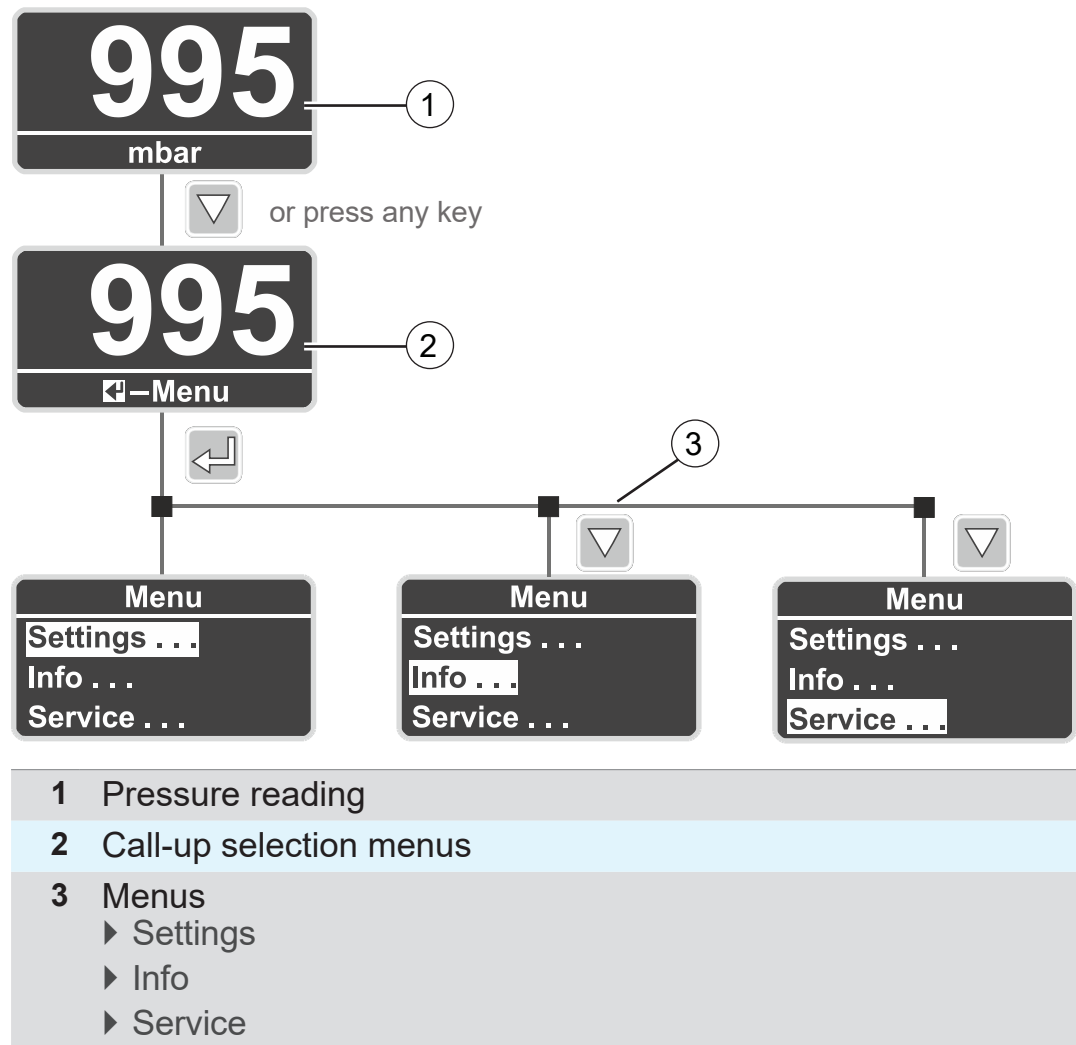 995
1
mbar
or press any key
995
2
–Menu
3
Menu
Settings . . .
Info . . .
Service . . .
Menu
Settings . . .
Info . . .
Service . . .
Menu
Settings . . .
Info . . .
Service . . .
1 Pressure reading
2 Call-up selection menus
3 Menus
Settings
Info
Service